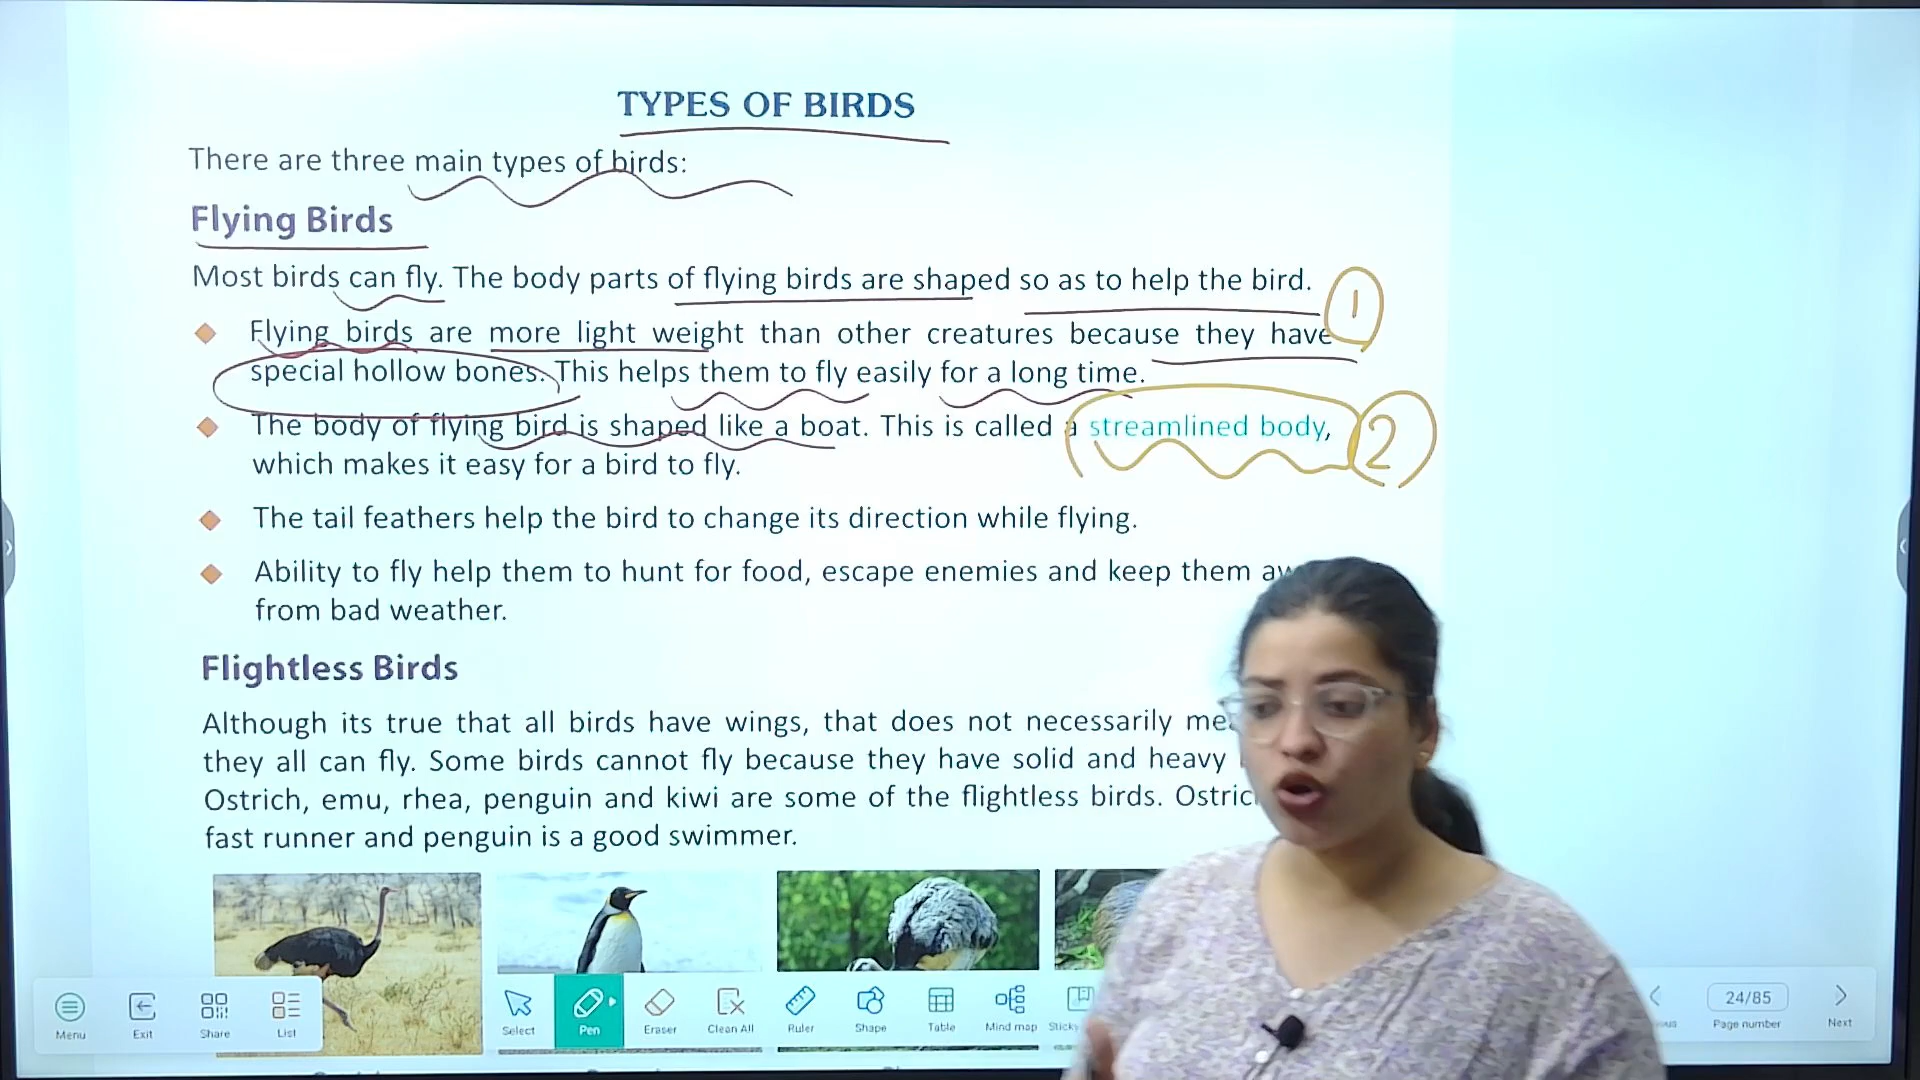 TYPES OF BIRDS
There are three main types of birds:
Flying Birds
Most birds can fly. The body parts of flying birds are shaped so as to help the bird.
1
Flying birds are more light weight than other creatures because they have
special hollow bones. This helps them to fly easily for a long time.
The body of flying bird is shaped like a boat. This is called a streamlined body,
2
which makes it easy for a bird to fly.
The tail feathers help the bird to change its direction while flying.
Ability to fly help them to hunt for food, escape enemies and keep them
from bad weather.
Flightless Birds
Although its true that all birds have wings, that does not necessarily
they all can fly. Some birds cannot fly because they have solid and heavy
Ostrich, emu, rhea, penguin and kiwi are some of the flightless birds.
fast runner and penguin is a good swimmer.
Menu
Exit
Share
List
Select
Pen
Eraser
Clean All
Ruler
Shape
Table
Mind map
Sticky
24/85
Page number
Next